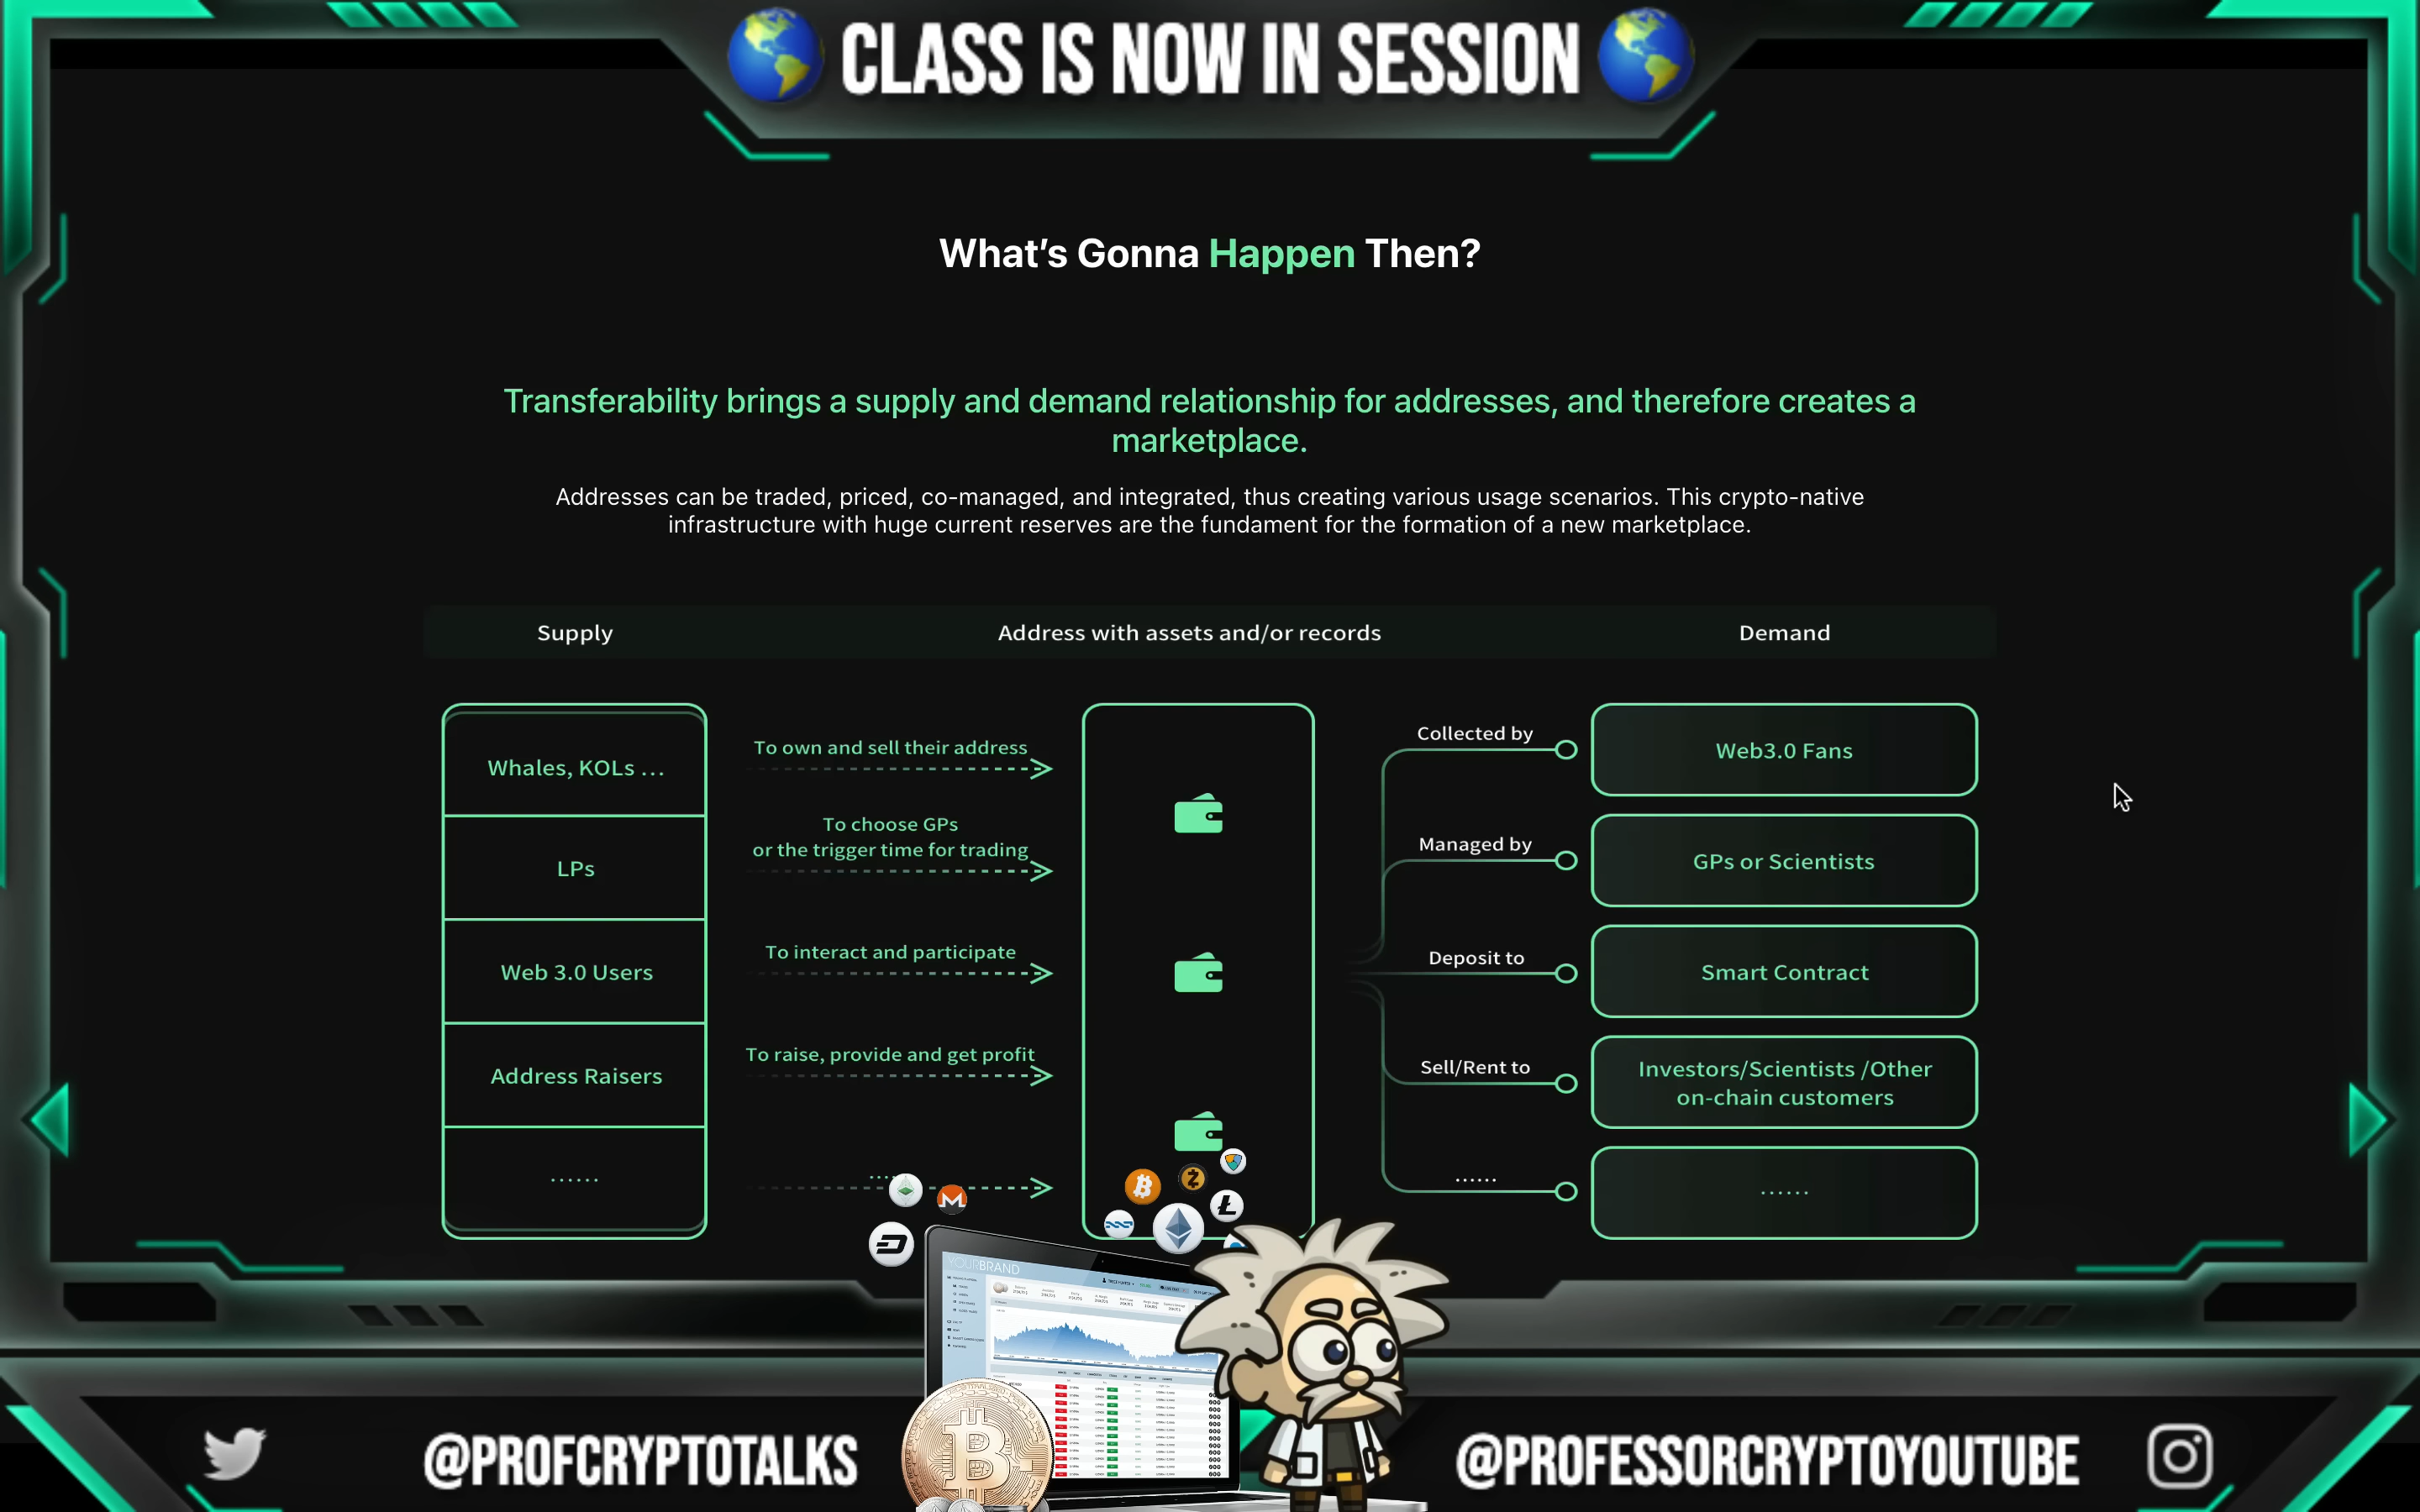 CLASS IS NOW IN SESSION
What’s Gonna Happen Then?
Transferability brings a supply and demand relationship for addresses, and therefore creates a
marketplace.
Addresses can be traded, priced, co-managed, and integrated, thus creating various usage scenarios. This crypto-native
infrastructure with huge current reserves are the fundament for the formation of a new marketplace.
Supply
Address with assets and/or records
Demand
Whales, KOLs ...
To own and sell their address
Collected by
Web3.0 Fans
LPs
To choose GPs
or the trigger time for trading
Managed by
GPs or Scientists
Web 3.0 Users
To interact and participate
Deposit to
Smart Contract
Address Raisers
To raise, provide and get profit
Sell/Rent to
Investors/Scientists /Other
on-chain customers
......
....
......
......
YOURBRAND
@PROFCRYPTOTALKS
@PROFESSORCRYPTOYOUTUBE